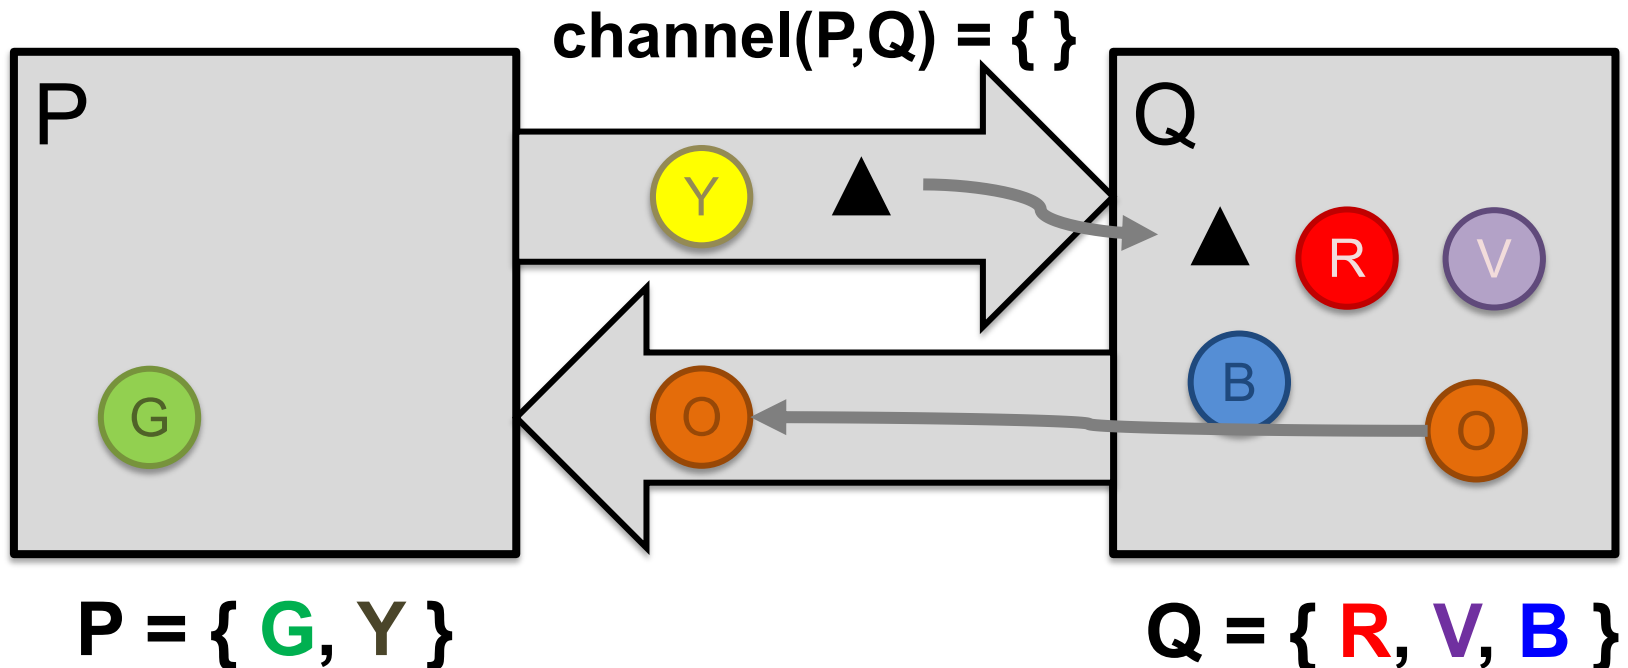 channel(P,Q) = { }
P
Q
Y
R
V
B
G
O
O
P = { G, Y }
Q = { R, V, B }